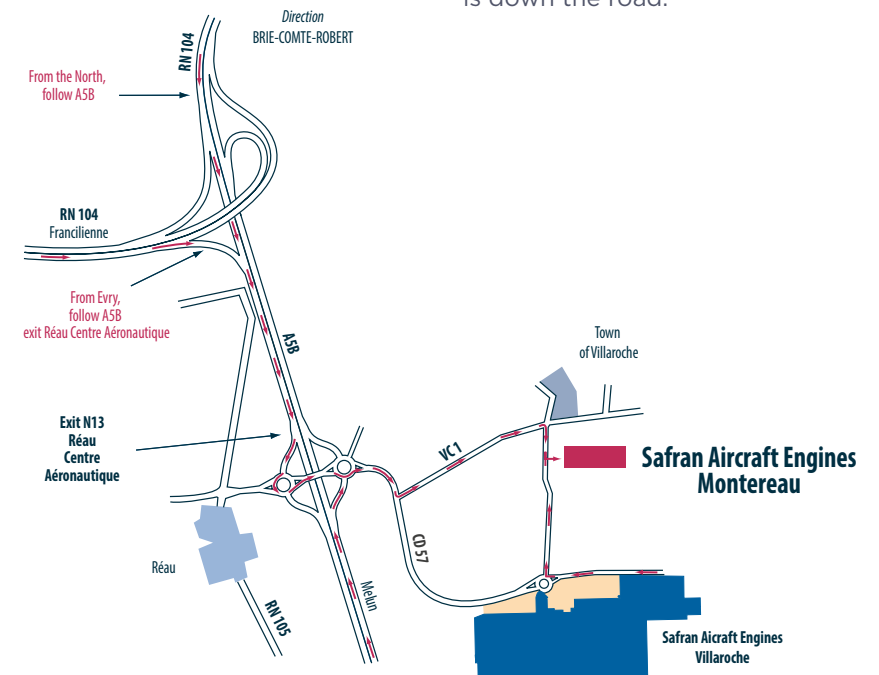 is down the road.
Direction
BRIE-COMTE-ROBERT
RN 104
From the North,
follow A5B
RN 104
Francilienne
From Evry,
follow A5B
exit Réau Centre Aéronautique
A5B
Town
of Villaroche
Exit N13
Réau
Centre
Aéronautique
VC 1
Safran Aircraft Engines
Montereau
CD 57
Réau
Melun
RN 105
Safran Aicraft Engines
Villaroche